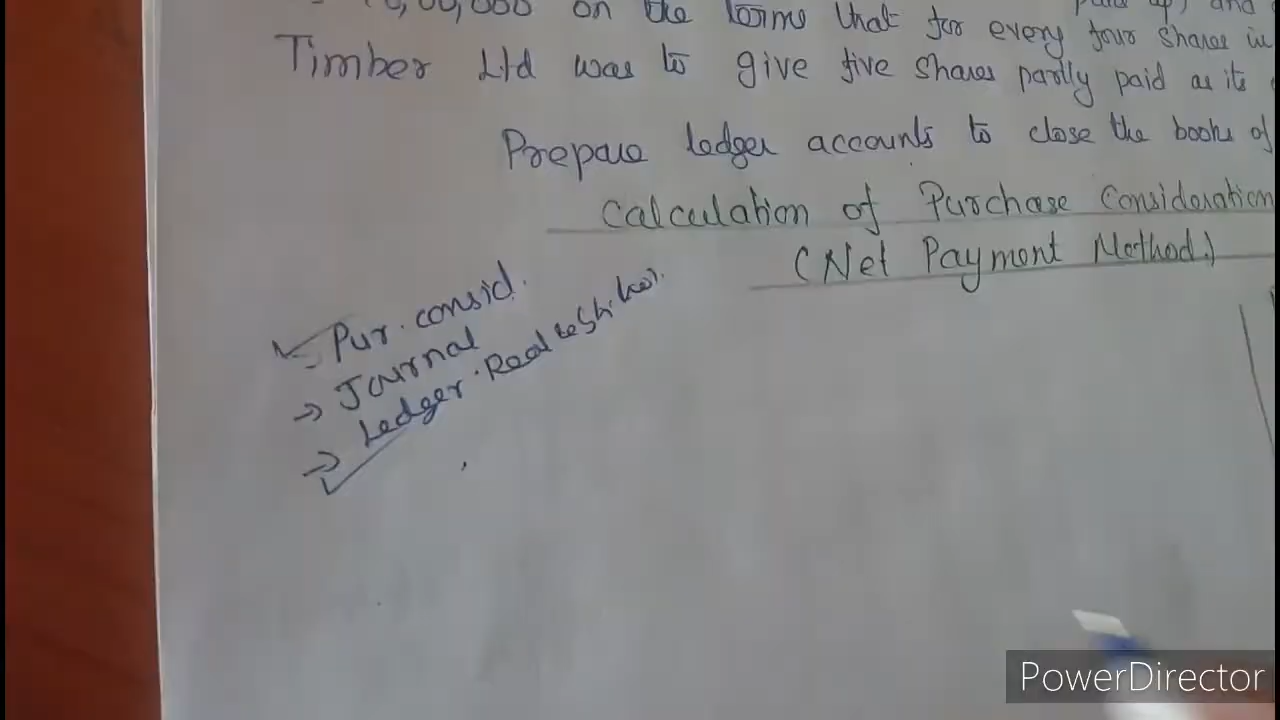 on the terms that for every four shares in
Timber Ltd was to give five shares partly paid as its
Prepare ledger accounts to close the books of
Calculation of Purchase Consideration
(Net Payment Method.)
Pur. consid.
→ Journal
→ Ledger.
PowerDirector